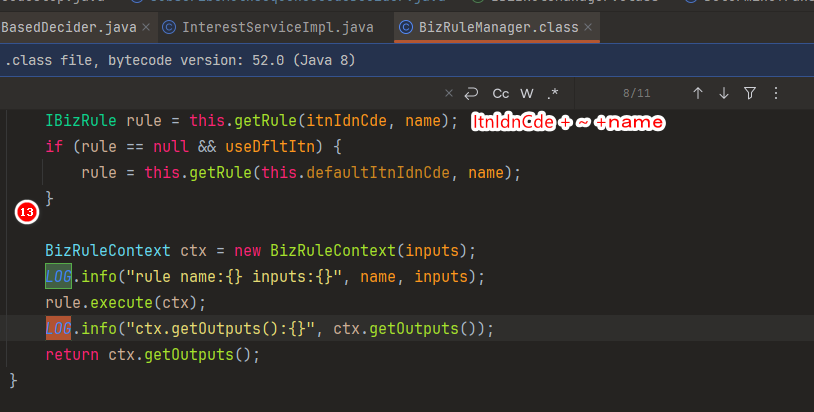 BasedDecider.java × InterestServiceImpl.java BizRuleManager.class ×
.class file, bytecode version: 52.0 (Java 8)
× Cc W .* 8/11
IBizRule rule = this.getRule(itnIdnCde, name); ItnIdnCde + ~ +name
if (rule == null && useDfltItn) {
rule = this.getRule(this.defaultItnIdnCde, name);
}
13
BizRuleContext ctx = new BizRuleContext(inputs);
LOG.info("rule name:{} inputs:{}", name, inputs);
rule.execute(ctx);
LOG.info("ctx.getOutputs():{}", ctx.getOutputs());
return ctx.getOutputs();
}